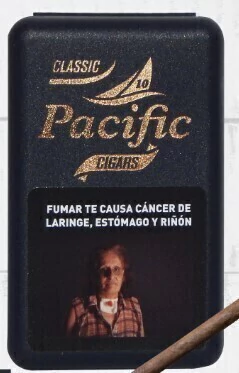 CLASSIC
10
Pacific
CIGARS
FUMAR TE CAUSA CÁNCER DE
LARINGE, ESTÓMAGO Y RIÑÓN